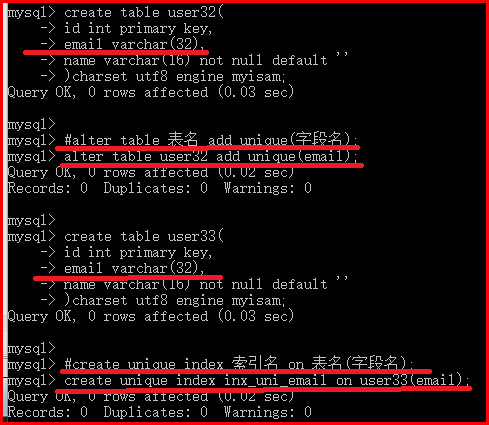 mysql> create table user32(
    -> id int primary key,
    -> email varchar(32),
    -> name varchar(16) not null default ''
    -> )charset utf8 engine myisam;
Query OK, 0 rows affected (0.03 sec)
mysql>
mysql> #alter table 表名 add unique(字段名);
mysql> alter table user32 add unique(email);
Query OK, 0 rows affected (0.02 sec)
Records: 0  Duplicates: 0  Warnings: 0
mysql>
mysql> create table user33(
    -> id int primary key,
    -> email varchar(32),
    -> name varchar(16) not null default ''
    -> )charset utf8 engine myisam;
Query OK, 0 rows affected (0.03 sec)
mysql>
mysql> #create unique index 索引名 on 表名(字段名);
mysql> create unique index inx_uni_email on user33(email);
Query OK, 0 rows affected (0.02 sec)
Records: 0  Duplicates: 0  Warnings: 0